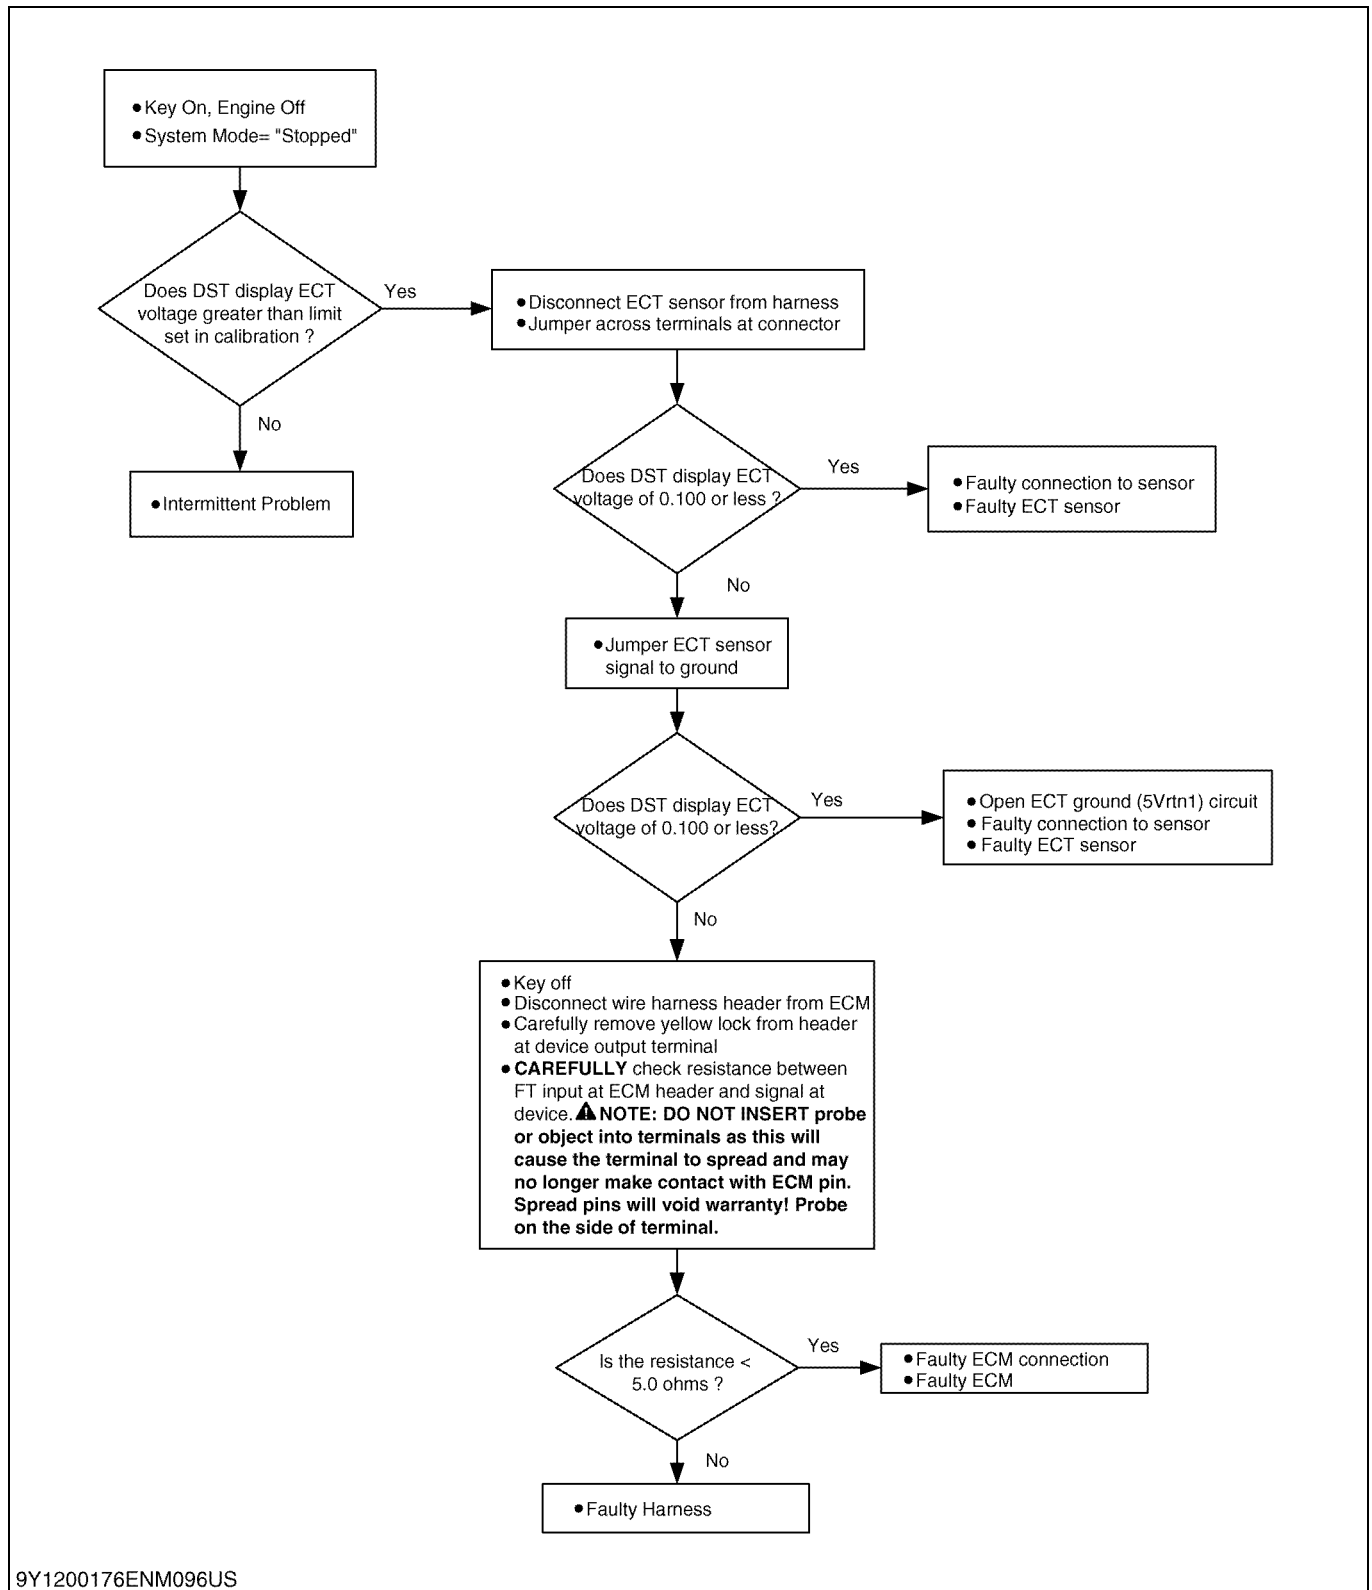 ● Key On, Engine Off
● System Mode= "Stopped"
Does DST display ECT
voltage greater than limit
set in calibration ?
Yes
● Disconnect ECT sensor from harness
● Jumper across terminals at connector
No
● Intermittent Problem
Does DST display ECT
voltage of 0.100 or less ?
Yes
● Faulty connection to sensor
● Faulty ECT sensor
No
● Jumper ECT sensor
signal to ground
Does DST display ECT
voltage of 0.100 or less?
Yes
● Open ECT ground (5Vrtn1) circuit
● Faulty connection to sensor
● Faulty ECT sensor
No
● Key off
● Disconnect wire harness header from ECM
● Carefully remove yellow lock from header
at device output terminal
● CAREFULLY check resistance between
FT input at ECM header and signal at
device. ⚠ NOTE: DO NOT INSERT probe
or object into terminals as this will
cause the terminal to spread and may
no longer make contact with ECM pin.
Spread pins will void warranty! Probe
on the side of terminal.
Is the resistance <
5.0 ohms ?
Yes
● Faulty ECM connection
● Faulty ECM
No
● Faulty Harness
9Y1200176ENM096US